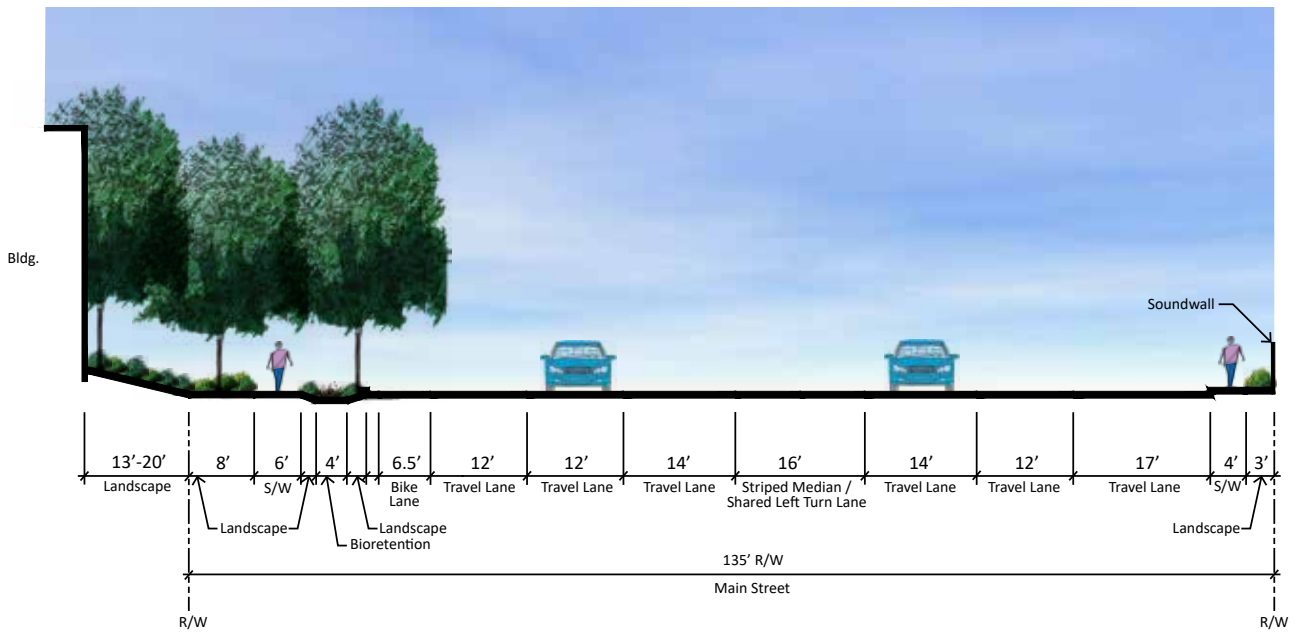 Bldg.
Soundwall
13’-20’
8’
6’
4’
6.5’
12’
12’
14’
16’
14’
12’
17’
4’
3’
Landscape
S/W
Bike
Lane
Travel Lane
Travel Lane
Travel Lane
Striped Median /
Shared Left Turn Lane
Travel Lane
Travel Lane
Travel Lane
S/W
Landscape
Landscape
Bioretention
Landscape
135’ R/W
Main Street
R/W
R/W